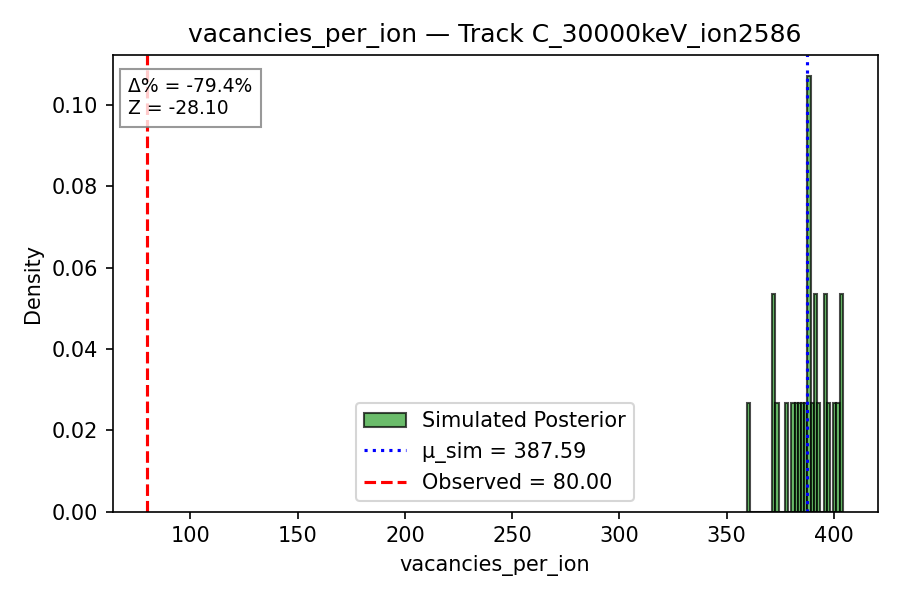 vacancies_per_ion — Track C_30000keV_ion2586
Δ% = -79.4%
Z = -28.10
0.10
0.08
0.06
0.04
0.02
0.00
Density
Simulated Posterior
μ_sim = 387.59
Observed = 80.00
100
150
200
250
300
350
400
vacancies_per_ion